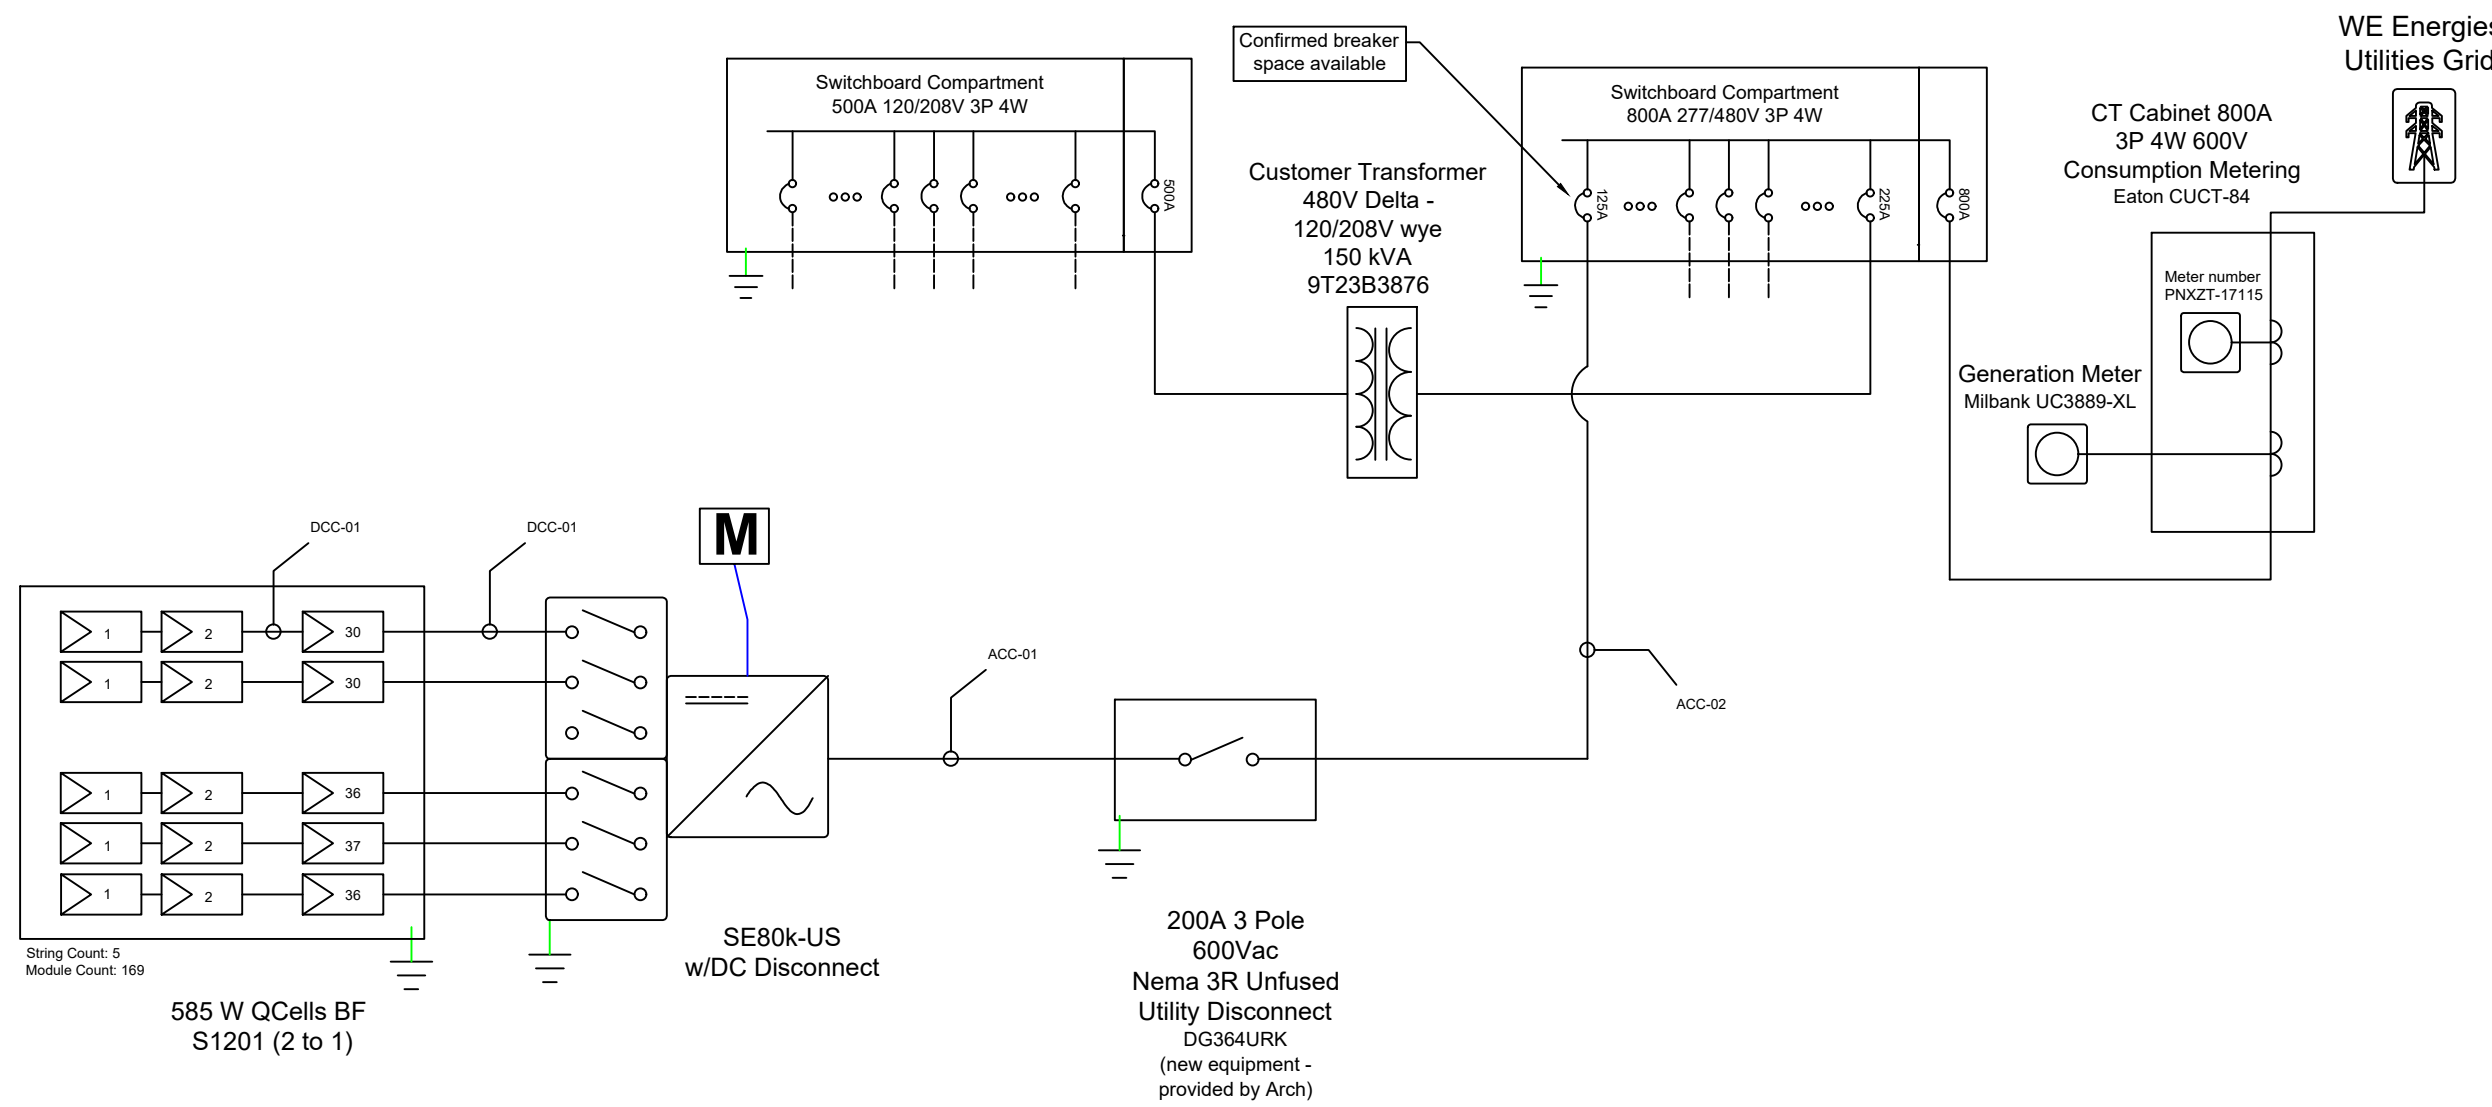 WE Energies
Utilities Grid
Confirmed breaker
space available
Switchboard Compartment
500A 120/208V 3P 4W
500A
Switchboard Compartment
800A 277/480V 3P 4W
125A
225A
800A
CT Cabinet 800A
3P 4W 600V
Consumption Metering
Eaton CUCT-84
Customer Transformer
480V Delta -
120/208V wye
150 kVA
9T23B3876
Meter number
PNXZT-17115
Generation Meter
Milbank UC3889-XL
DCC-01
DCC-01
M
ACC-01
ACC-02
1 2 30
1 2 30
1 2 36
1 2 37
1 2 36
String Count: 5
Module Count: 169
585 W QCells BF
S1201 (2 to 1)
SE80k-US
w/DC Disconnect
200A 3 Pole
600Vac
Nema 3R Unfused
Utility Disconnect
DG364URK
(new equipment -
provided by Arch)